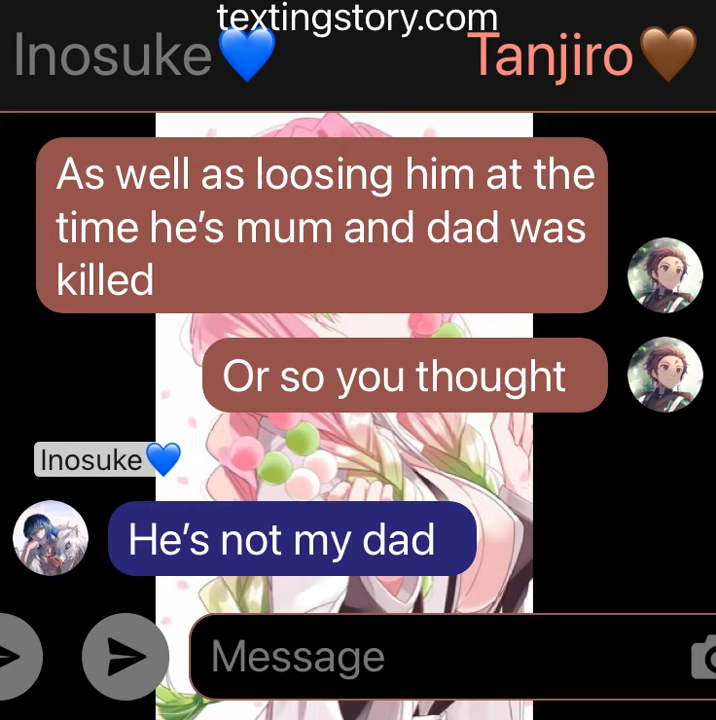 textingstory.com
Inosuke💙 Tanjiro🤎
As well as loosing him at the
time he’s mum and dad was
killed
Or so you thought
Inosuke💙
He’s not my dad
Message